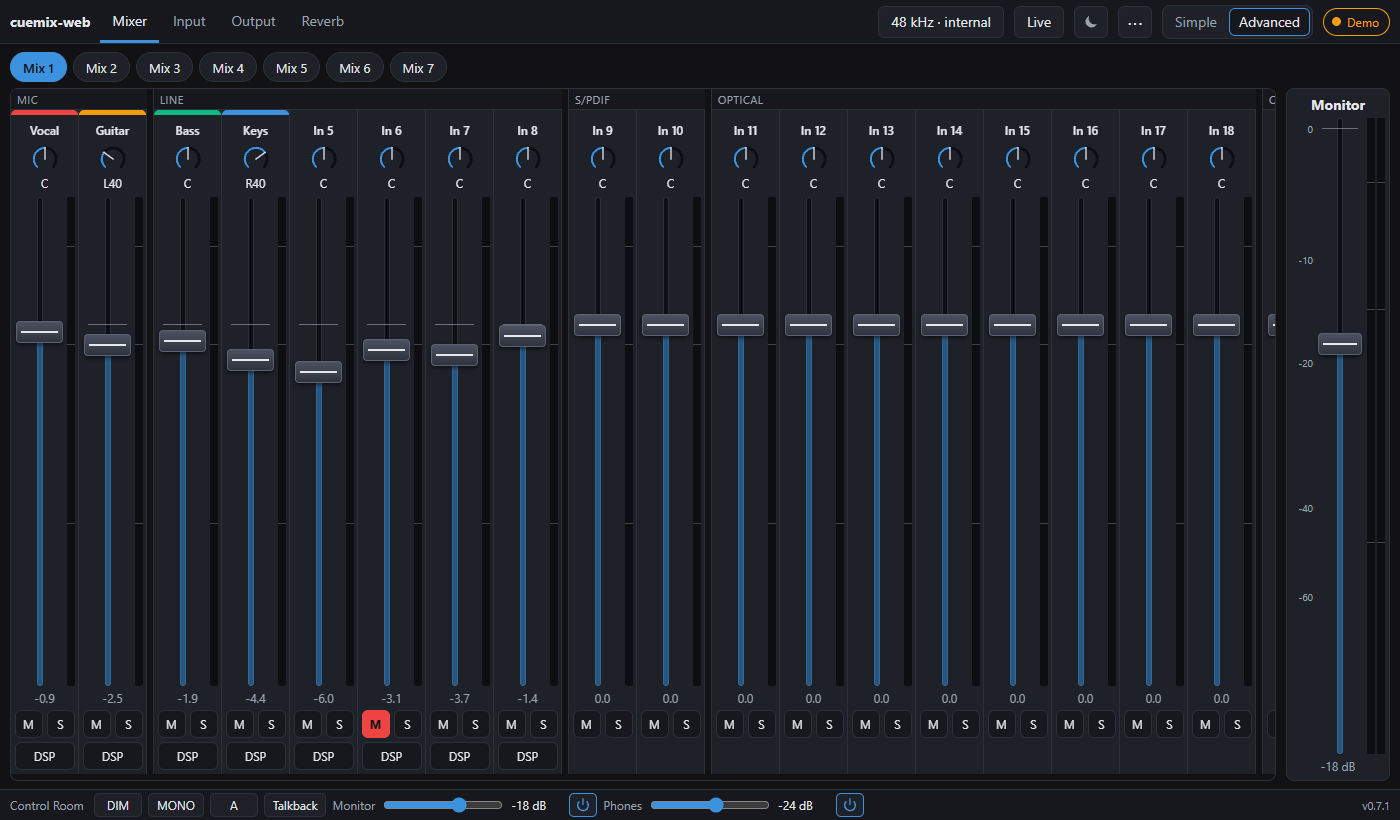 cuemix-web Mixer Input Output Reverb 48 kHz · internal Live ... Simple Advanced Demo
Mix 1 Mix 2 Mix 3 Mix 4 Mix 5 Mix 6 Mix 7
MIC LINE S/PDIF OPTICAL Monitor
Vocal Guitar Bass Keys In 5 In 6 In 7 In 8 In 9 In 10 In 11 In 12 In 13 In 14 In 15 In 16 In 17 In 18
C L40 C R40 C C C C C C C C C C C C C C
0
-10
-20
-40
-60
-0.9 -2.5 -1.9 -4.4 -6.0 -3.1 -3.7 -1.4 0.0 0.0 0.0 0.0 0.0 0.0 0.0 0.0 0.0 0.0
M S M S M S M S M S M S M S M S M S M S M S M S M S M S M S M S M S M S
DSP DSP DSP DSP DSP DSP DSP DSP
-18 dB
Control Room DIM MONO A Talkback Monitor -18 dB Phones -24 dB v0.7.1